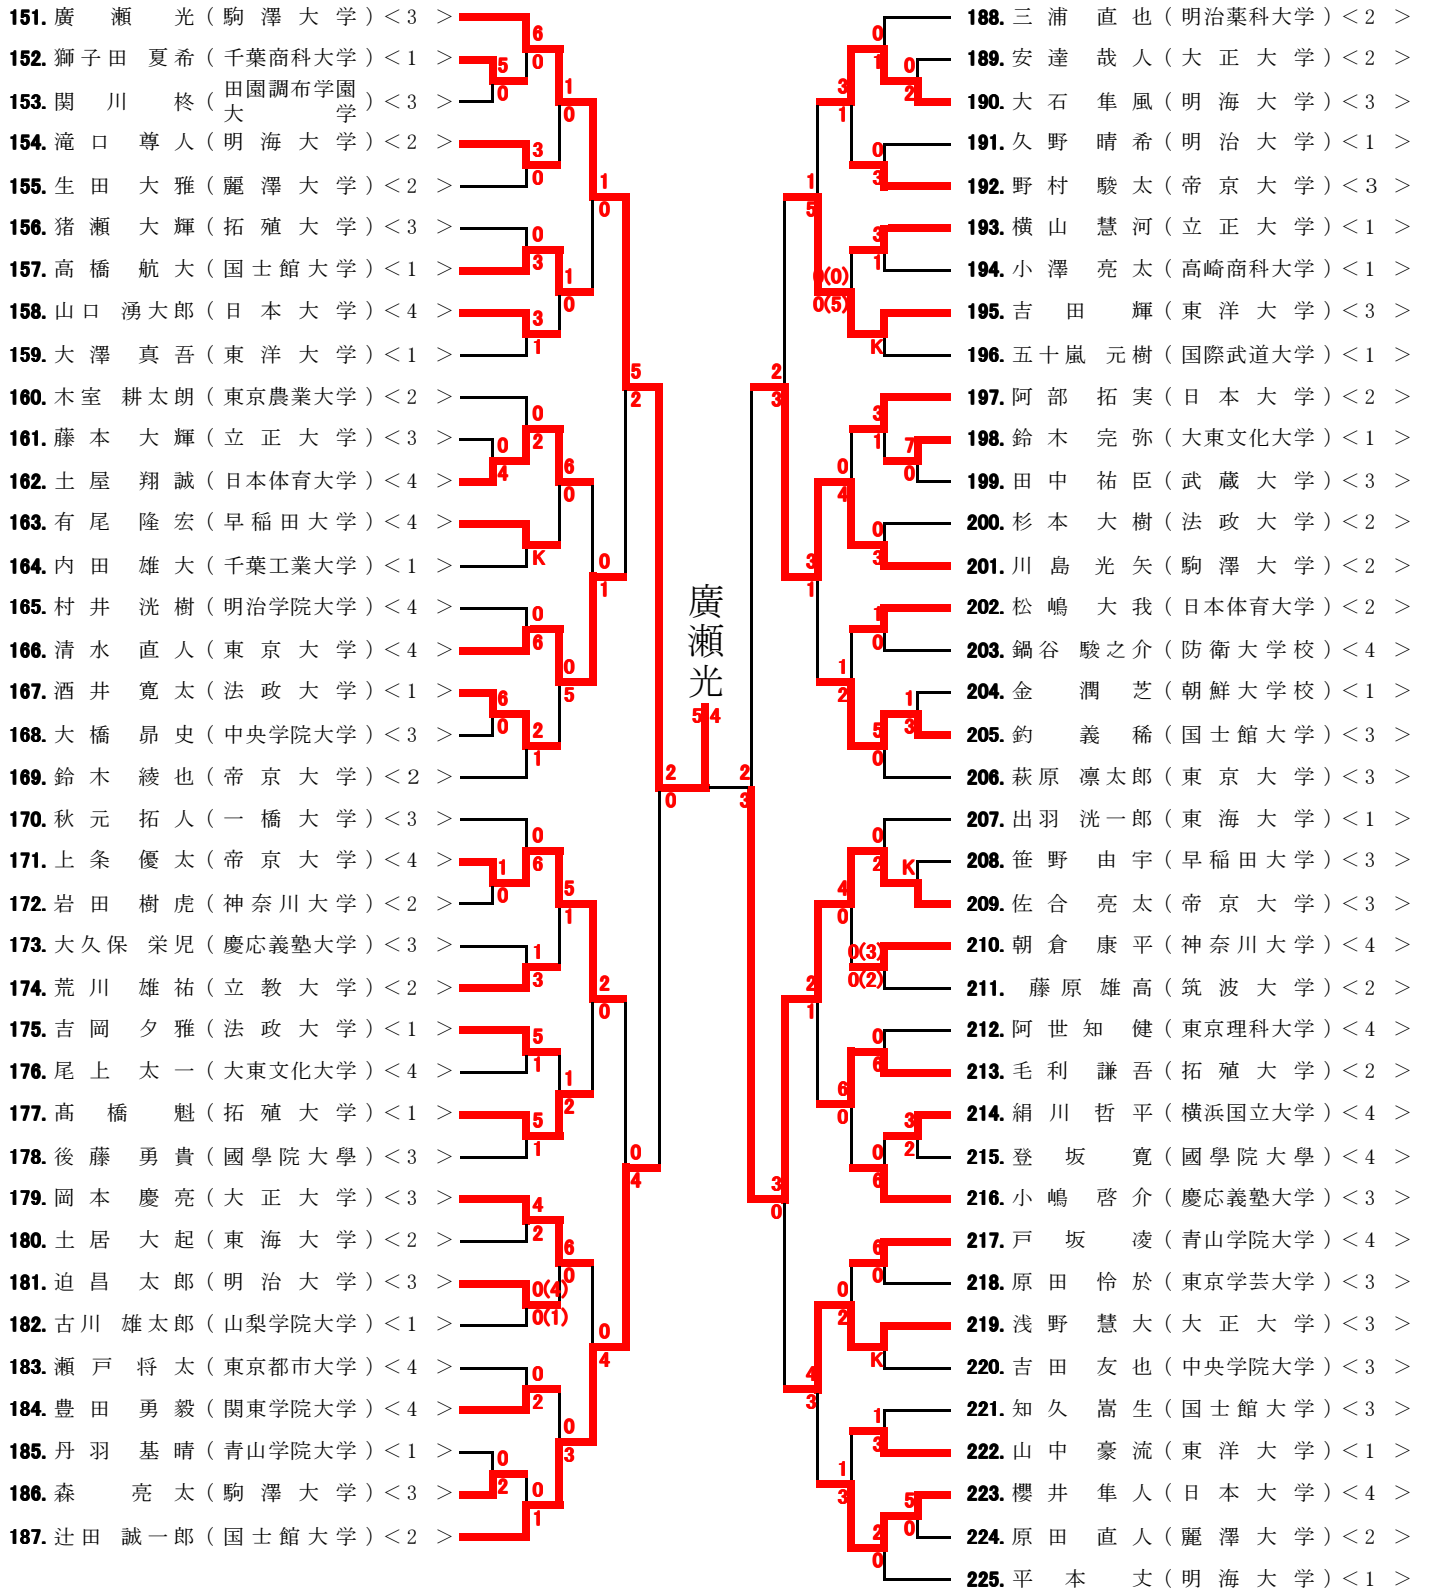 151. 廣瀬光 (駒澤大学) <3>
152. 獅子田 夏希 (千葉商科大学) <1>
153. 関川柊 (田園調布学園大学) <3>
154. 滝口尊人 (明海大学) <2>
155. 生田大雅 (麗澤大学) <2>
156. 猪瀬大輝 (拓殖大学) <3>
157. 高橋航大 (国士館大学) <1>
158. 山口 湧大郎 (日本大学) <4>
159. 大澤真吾 (東洋大学) <1>
160. 木室 耕太朗 (東京農業大学) <2>
161. 藤本大輝 (立正大学) <3>
162. 土屋翔誠 (日本体育大学) <4>
163. 有尾隆宏 (早稲田大学) <4>
164. 内田雄大 (千葉工業大学) <1>
165. 村井洸樹 (明治学院大学) <4>
166. 清水直人 (東京大学) <4>
167. 酒井寛太 (法政大学) <1>
168. 大橋昴史 (中央学院大学) <3>
169. 鈴木綾也 (帝京大学) <2>
170. 秋元拓人 (一橋大学) <3>
171. 上条優太 (帝京大学) <4>
172. 岩田樹虎 (神奈川大学) <2>
173. 大久保 栄児 (慶応義塾大学) <3>
174. 荒川雄祐 (立教大学) <2>
175. 吉岡夕雅 (法政大学) <1>
176. 尾上太一 (大東文化大学) <4>
177. 髙橋魁 (拓殖大学) <1>
178. 後藤勇貴 (國學院大學) <3>
179. 岡本慶亮 (大正大学) <3>
180. 土居大起 (東海大学) <2>
181. 迫昌太郎 (明治大学) <3>
182. 古川 雄太郎 (山梨学院大学) <1>
183. 瀬戸将太 (東京都市大学) <4>
184. 豊田勇毅 (関東学院大学) <4>
185. 丹羽基晴 (青山学院大学) <1>
186. 森亮太 (駒澤大学) <3>
187. 辻田 誠一郎 (国士館大学) <2>
廣瀬光
5 4
2 0
2 3
188. 三浦直也 (明治薬科大学) <2>
189. 安達哉人 (大正大学) <2>
190. 大石隼風 (明海大学) <3>
191. 久野晴希 (明治大学) <1>
192. 野村駿太 (帝京大学) <3>
193. 横山慧河 (立正大学) <1>
194. 小澤亮太 (高崎商科大学) <1>
195. 吉田輝 (東洋大学) <3>
196. 五十嵐 元樹 (国際武道大学) <1>
197. 阿部拓実 (日本大学) <2>
198. 鈴木完弥 (大東文化大学) <1>
199. 田中祐臣 (武蔵大学) <3>
200. 杉本大樹 (法政大学) <2>
201. 川島光矢 (駒澤大学) <2>
202. 松嶋大我 (日本体育大学) <2>
203. 鍋谷 駿之介 (防衛大学校) <4>
204. 金潤芝 (朝鮮大学校) <1>
205. 釣義稀 (国士館大学) <3>
206. 萩原 凛太郎 (東京大学) <3>
207. 出羽 洸一郎 (東海大学) <1>
208. 笹野由宇 (早稲田大学) <3>
209. 佐合亮太 (帝京大学) <3>
210. 朝倉康平 (神奈川大学) <4>
211. 藤原雄高 (筑波大学) <2>
212. 阿世知健 (東京理科大学) <4>
213. 毛利謙吾 (拓殖大学) <2>
214. 絹川哲平 (横浜国立大学) <4>
215. 登坂寛 (國學院大學) <4>
216. 小嶋啓介 (慶応義塾大学) <3>
217. 戸坂凌 (青山学院大学) <4>
218. 原田怜於 (東京学芸大学) <3>
219. 浅野慧大 (大正大学) <3>
220. 吉田友也 (中央学院大学) <3>
221. 知久嵩生 (国士館大学) <3>
222. 山中豪流 (東洋大学) <1>
223. 櫻井隼人 (日本大学) <4>
224. 原田直人 (麗澤大学) <2>
225. 平本丈 (明海大学) <1>